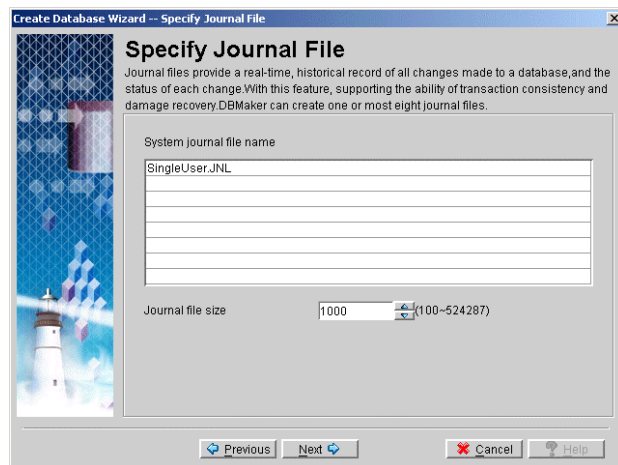 Create Database Wizard -- Specify Journal File
Specify Journal File
Journal files provide a real-time, historical record of all changes made to a database,and the
status of each change.With this feature, supporting the ability of transaction consistency and
damage recovery.DBMaker can create one or most eight journal files.
System journal file name
SingleUser.JNL
Journal file size 1000 (100~524287)
Previous Next Cancel Help